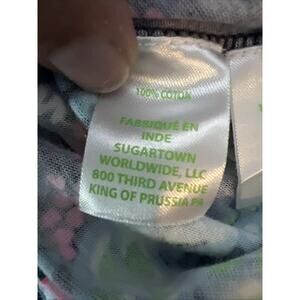 100% COTON
FABRIQUÉ EN
INDE
SUGARTOWN
WORLDWIDE, LLC
800 THIRD AVENUE
KING OF PRUSSIA PA